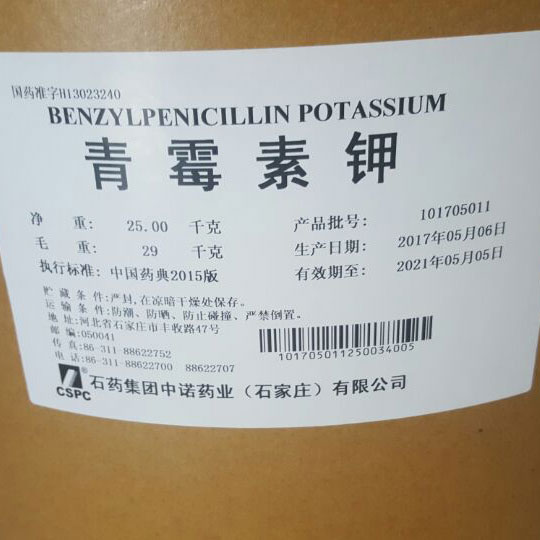 国药准字H13023240
BENZYLPENICILLIN POTASSIUM
青霉素钾
净 重: 25.00 千克
毛 重: 29 千克
执行标准: 中国药典2015版
产品批号: 101705011
生产日期: 2017年05月06日
有效期至: 2021年05月05日
贮 藏 条 件:严封,在凉暗干燥处保存。
运 输 条 件:防潮、防晒、防止碰撞、严禁倒置。
地 址:河北省石家庄市丰收路47号
邮 编:050041
传 真:86-311-88622752
电 话:86-311-88622700 88622707
101705011250034005
CSPC®
石药集团中诺药业（石家庄）有限公司